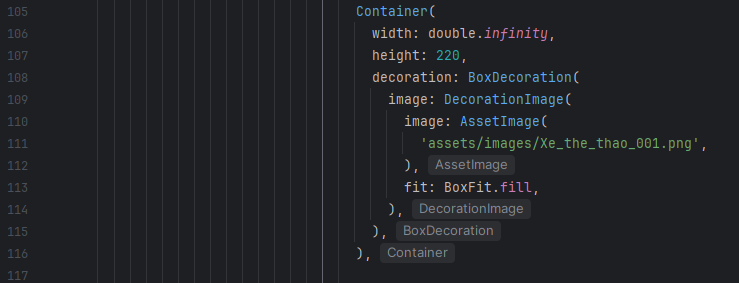 105 Container(
106 width: double.infinity,
107 height: 220,
108 decoration: BoxDecoration(
109 image: DecorationImage(
110 image: AssetImage(
111 'assets/images/Xe_the_thao_001.png',
112 ), AssetImage
113 fit: BoxFit.fill,
114 ), DecorationImage
115 ), BoxDecoration
116 ), Container
117